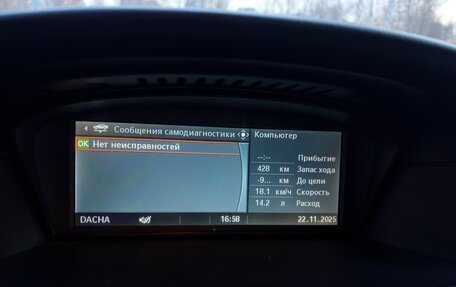 Сообщения самодиагностики
OK Нет неисправностей
Компьютер
--:-- Прибытие
428 км Запас хода
-9... км До цели
18.1 км/ч Скорость
14.2 л Расход
DACHA 16:58 22.11.2025